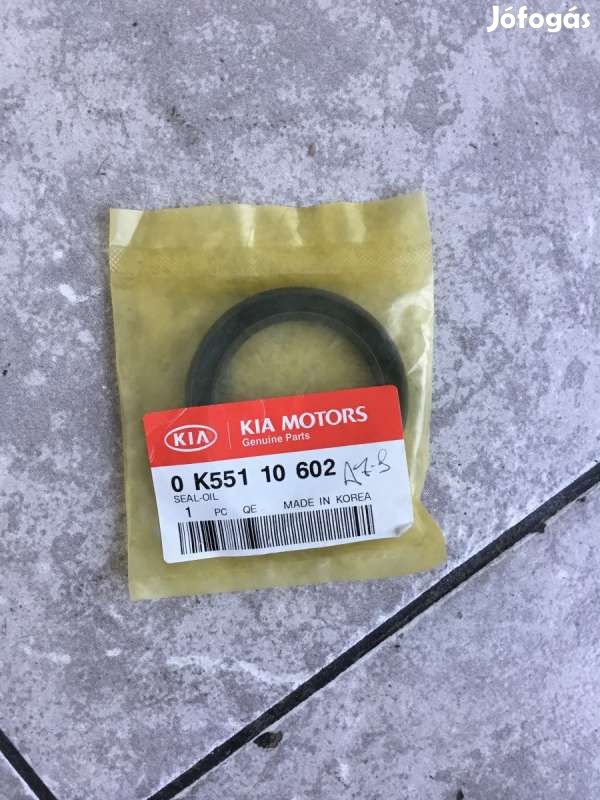 Jófogás
KIA
KIA MOTORS
Genuine Parts
0 K551 10 602
SEAL-OIL
1 PC QE MADE IN KOREA